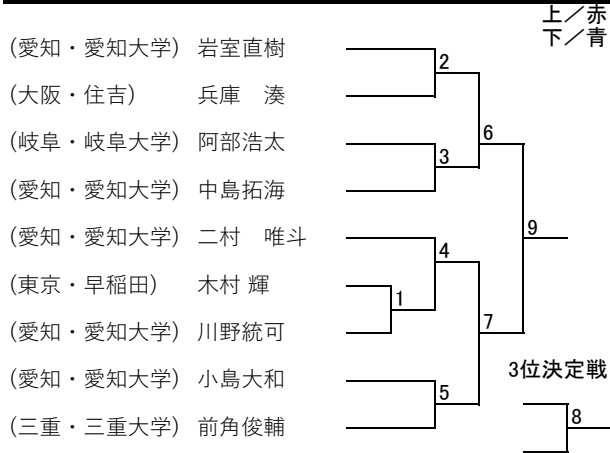 上／赤
下／青
(愛知・愛知大学) 岩室直樹
(大阪・住吉) 兵庫　湊
(岐阜・岐阜大学) 阿部浩太
(愛知・愛知大学) 中島拓海
(愛知・愛知大学) 二村　唯斗
(東京・早稲田) 木村 輝
(愛知・愛知大学) 川野統可
(愛知・愛知大学) 小島大和
(三重・三重大学) 前角俊輔
2
6
3
9
4
1
7
5
3位決定戦
8